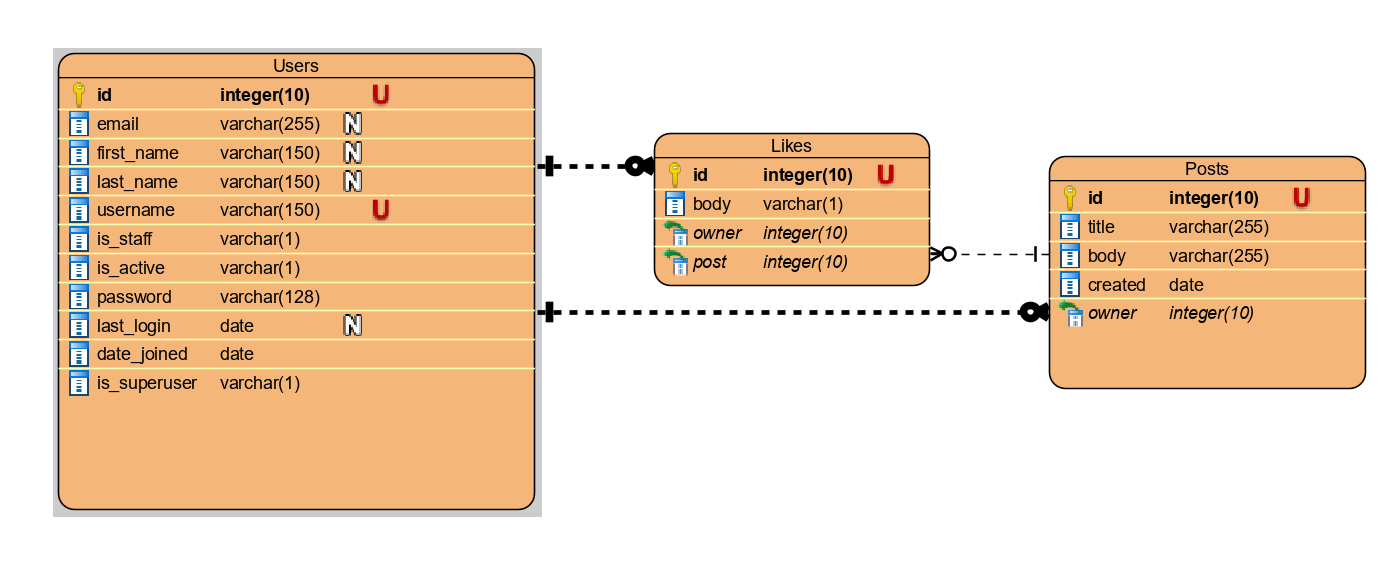 Users
id integer(10) U
email varchar(255) N
first_name varchar(150) N
last_name varchar(150) N
username varchar(150) U
is_staff varchar(1)
is_active varchar(1)
password varchar(128)
last_login date N
date_joined date
is_superuser varchar(1)
Likes
id integer(10) U
body varchar(1)
owner integer(10)
post integer(10)
Posts
id integer(10) U
title varchar(255)
body varchar(255)
created date
owner integer(10)